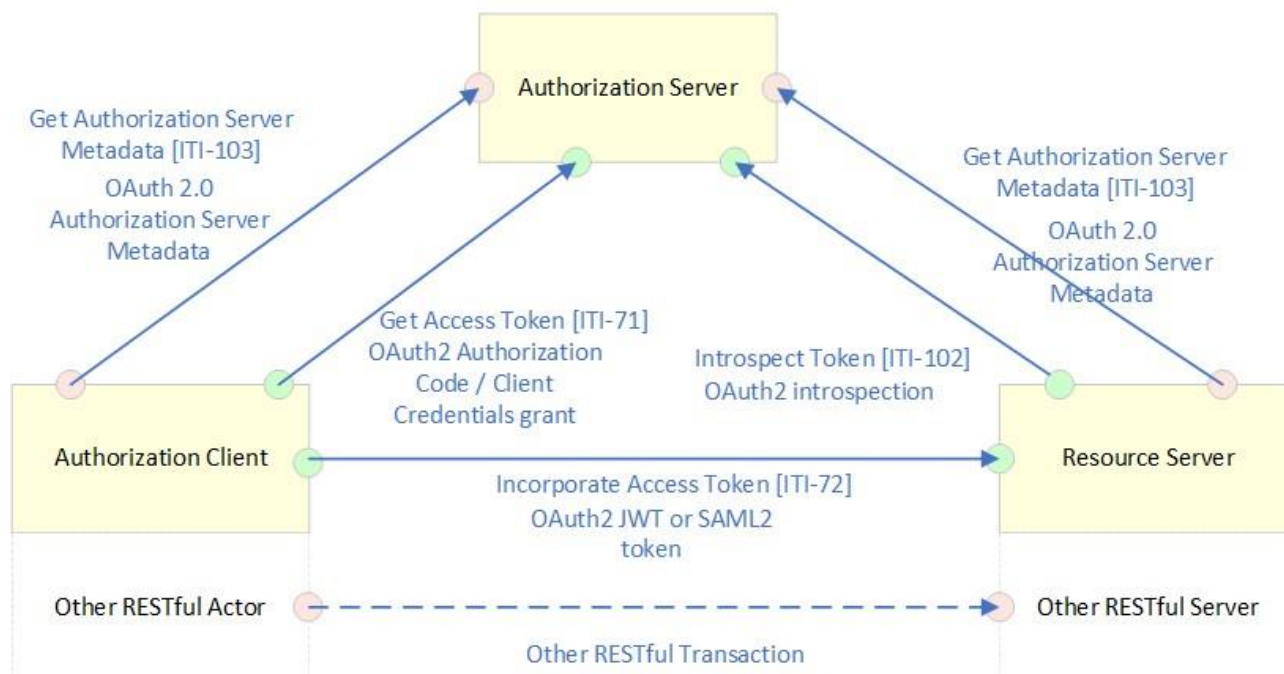 Authorization Server
Get Authorization Server
Metadata [ITI-103]
OAuth 2.0
Authorization Server
Metadata
Get Authorization Server
Metadata [ITI-103]
OAuth 2.0
Authorization Server
Metadata
Get Access Token [ITI-71]
OAuth2 Authorization
Code / Client
Credentials grant
Introspect Token [ITI-102]
OAuth2 introspection
Authorization Client
Resource Server
Incorporate Access Token [ITI-72]
OAuth2 JWT or SAML2
token
Other RESTful Actor
Other RESTful Server
Other RESTful Transaction